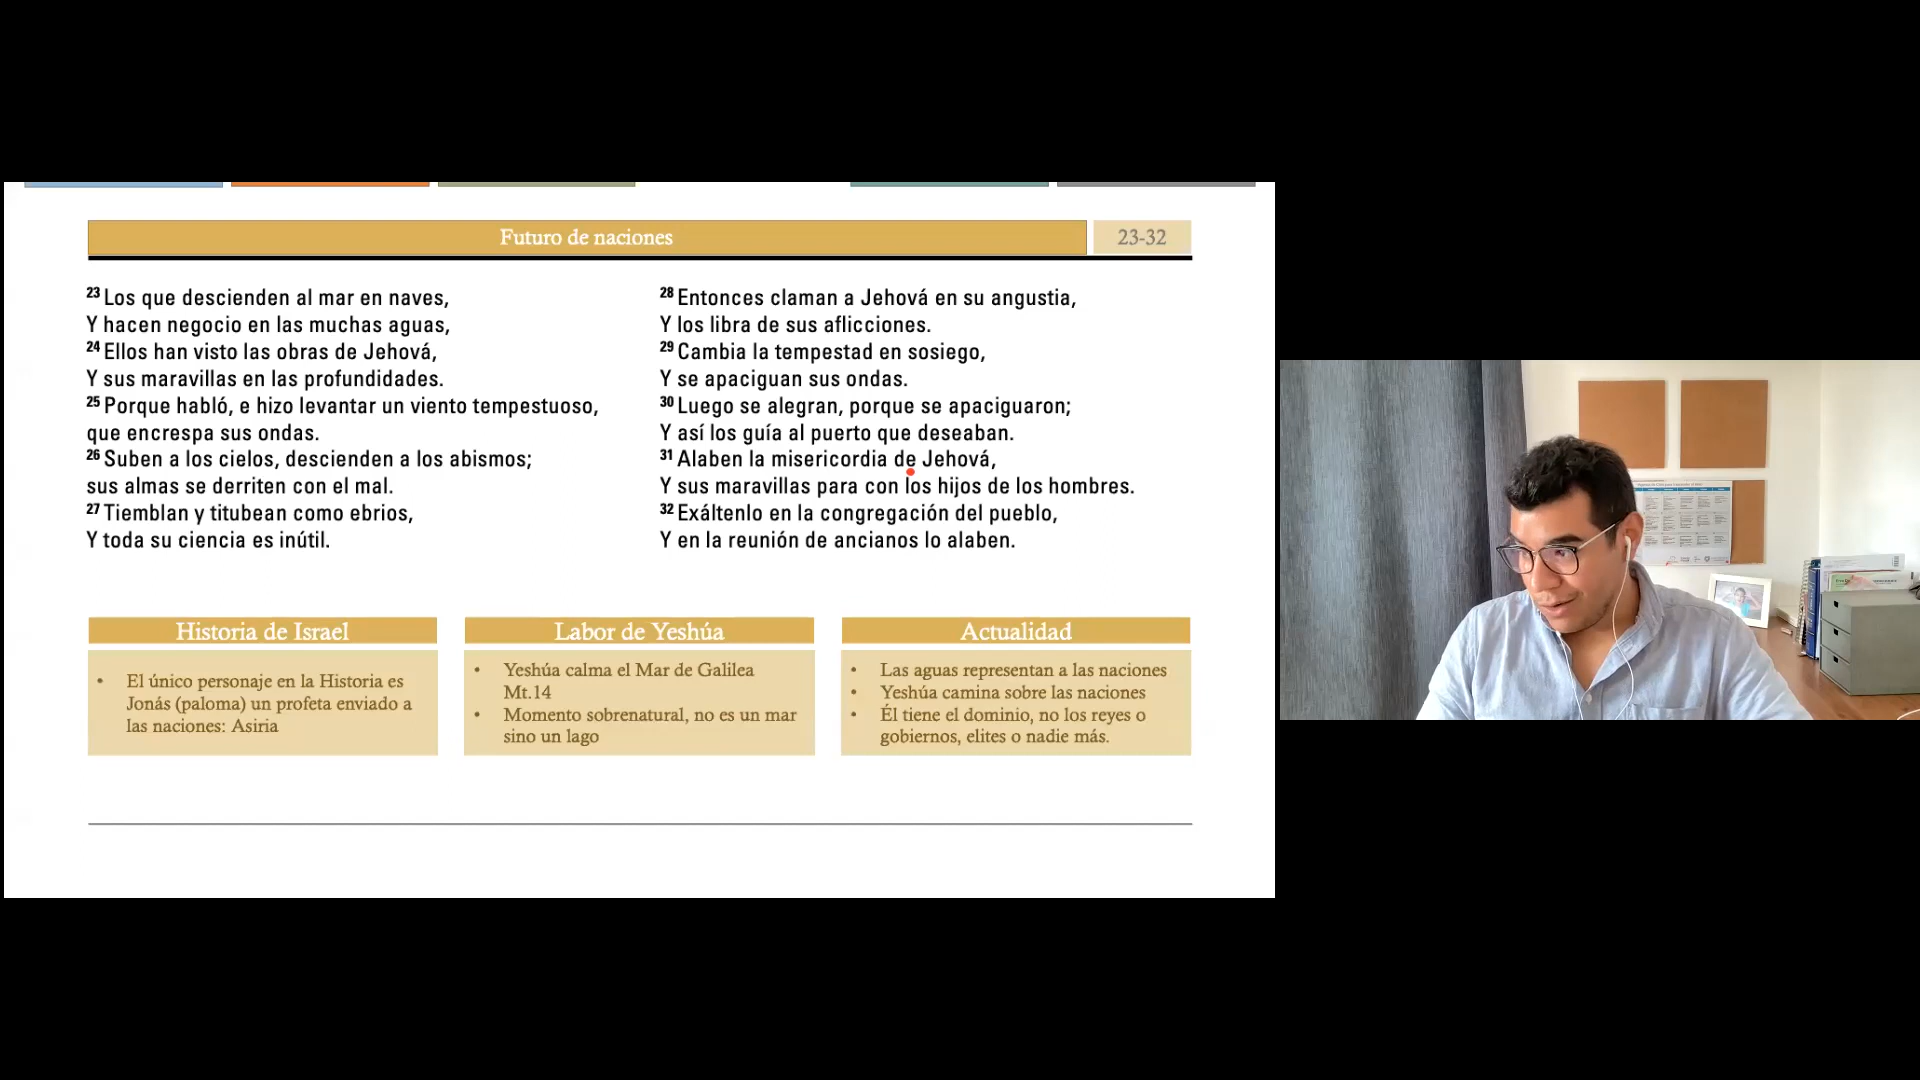 Futuro de naciones
23-32
23 Los que descienden al mar en naves,
Y hacen negocio en las muchas aguas,
24 Ellos han visto las obras de Jehová,
Y sus maravillas en las profundidades.
25 Porque habló, e hizo levantar un viento tempestuoso,
que encrespa sus ondas.
26 Suben a los cielos, descienden a los abismos;
sus almas se derriten con el mal.
27 Tiemblan y titubean como ebrios,
Y toda su ciencia es inútil.
28 Entonces claman a Jehová en su angustia,
Y los libra de sus aflicciones.
29 Cambia la tempestad en sosiego,
Y se apaciguan sus ondas.
30 Luego se alegran, porque se apaciguaron;
Y así los guía al puerto que deseaban.
31 Alaben la misericordia de Jehová,
Y sus maravillas para con los hijos de los hombres.
32 Exáltenlo en la congregación del pueblo,
Y en la reunión de ancianos lo alaben.
Historia de Israel
• El único personaje en la Historia es
Jonás (paloma) un profeta enviado a
las naciones: Asiria
Labor de Yeshúa
• Yeshúa calma el Mar de Galilea
Mt.14
• Momento sobrenatural, no es un mar
sino un lago
Actualidad
• Las aguas representan a las naciones
• Yeshúa camina sobre las naciones
• Él tiene el dominio, no los reyes o
gobiernos, elites o nadie más.